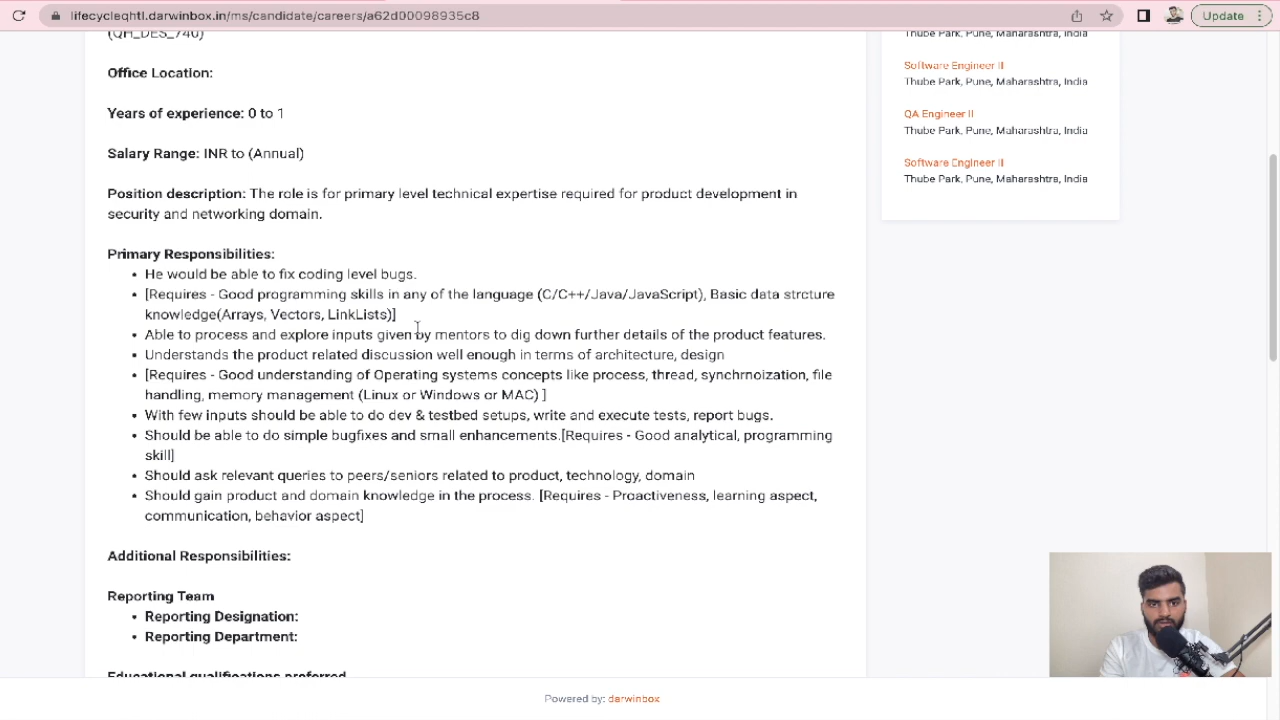 lifecycleqhtl.darwinbox.in/ms/candidate/careers/a62d00098935c8
Update
(QH_DES_740)
Office Location:
Years of experience: 0 to 1
Salary Range: INR to (Annual)
Position description: The role is for primary level technical expertise required for product development in
security and networking domain.
Primary Responsibilities:
• He would be able to fix coding level bugs.
• [Requires - Good programming skills in any of the language (C/C++/Java/JavaScript), Basic data strcture
knowledge(Arrays, Vectors, LinkLists)]
• Able to process and explore inputs given by mentors to dig down further details of the product features.
• Understands the product related discussion well enough in terms of architecture, design
• [Requires - Good understanding of Operating systems concepts like process, thread, synchrnoization, file
handling, memory management (Linux or Windows or MAC) ]
• With few inputs should be able to do dev & testbed setups, write and execute tests, report bugs.
• Should be able to do simple bugfixes and small enhancements.[Requires - Good analytical, programming
skill]
• Should ask relevant queries to peers/seniors related to product, technology, domain
• Should gain product and domain knowledge in the process. [Requires - Proactiveness, learning aspect,
communication, behavior aspect]
Additional Responsibilities:
Reporting Team
• Reporting Designation:
• Reporting Department:
Educational qualifications preferred
Thube Park, Pune, Maharashtra, India
Software Engineer II
Thube Park, Pune, Maharashtra, India
QA Engineer II
Thube Park, Pune, Maharashtra, India
Software Engineer II
Thube Park, Pune, Maharashtra, India
Powered by: darwinbox